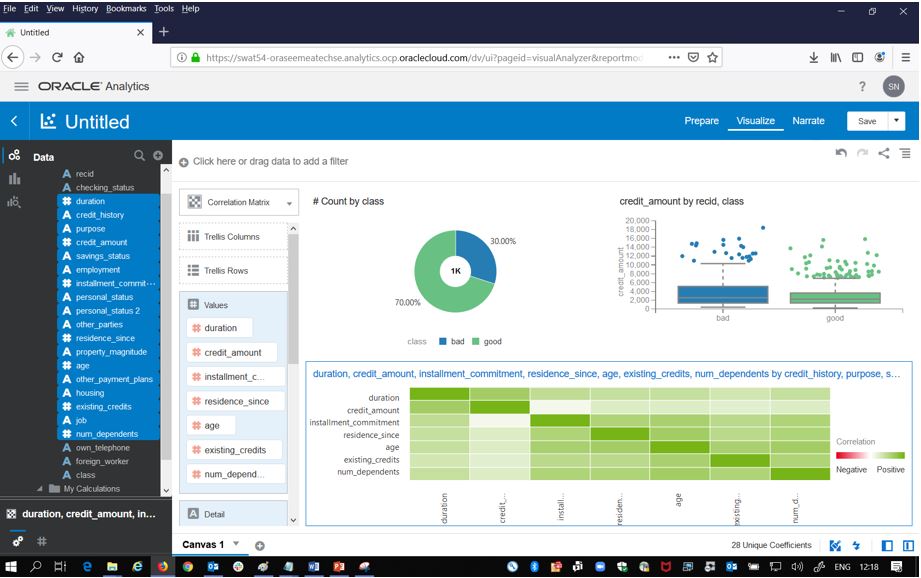 File Edit View History Bookmarks Tools Help
Untitled
https://swat54-oraseemeatechse.analytics.ocp.oraclecloud.com/dv/ui?pageid=visualAnalyzer&reportmo
ORACLE Analytics
?
SN
Untitled
Prepare Visualize Narrate
Save
Data
Click here or drag data to add a filter
recid
checking_status
duration
credit_history
purpose
credit_amount
savings_status
employment
installment_commit...
personal_status
personal_status 2
other_parties
residence_since
property_magnitude
age
other_payment_plans
housing
existing_credits
job
num_dependents
own_telephone
foreign_worker
class
My Calculations
duration, credit_amount, in...
Correlation Matrix
Trellis Columns
Trellis Rows
Values
duration
credit_amount
installment_c...
residence_since
age
existing_credits
num_depend...
Detail
# Count by class
30.00%
1K
70.00%
class bad good
credit_amount by recid, class
credit_amount
20.000
18.000
16.000
14.000
12.000
10.000
8.000
6.000
4.000
2.000
0
bad good
duration, credit_amount, installment_commitment, residence_since, age, existing_credits, num_dependents by credit_history, purpose, s...
duration
credit_amount
installment_commitment
residence_since
age
existing_credits
num_dependents
duration
credit_...
install...
residen...
age
existing...
num_d...
Correlation
Negative Positive
Canvas 1
28 Unique Coefficients
ENG 12:18